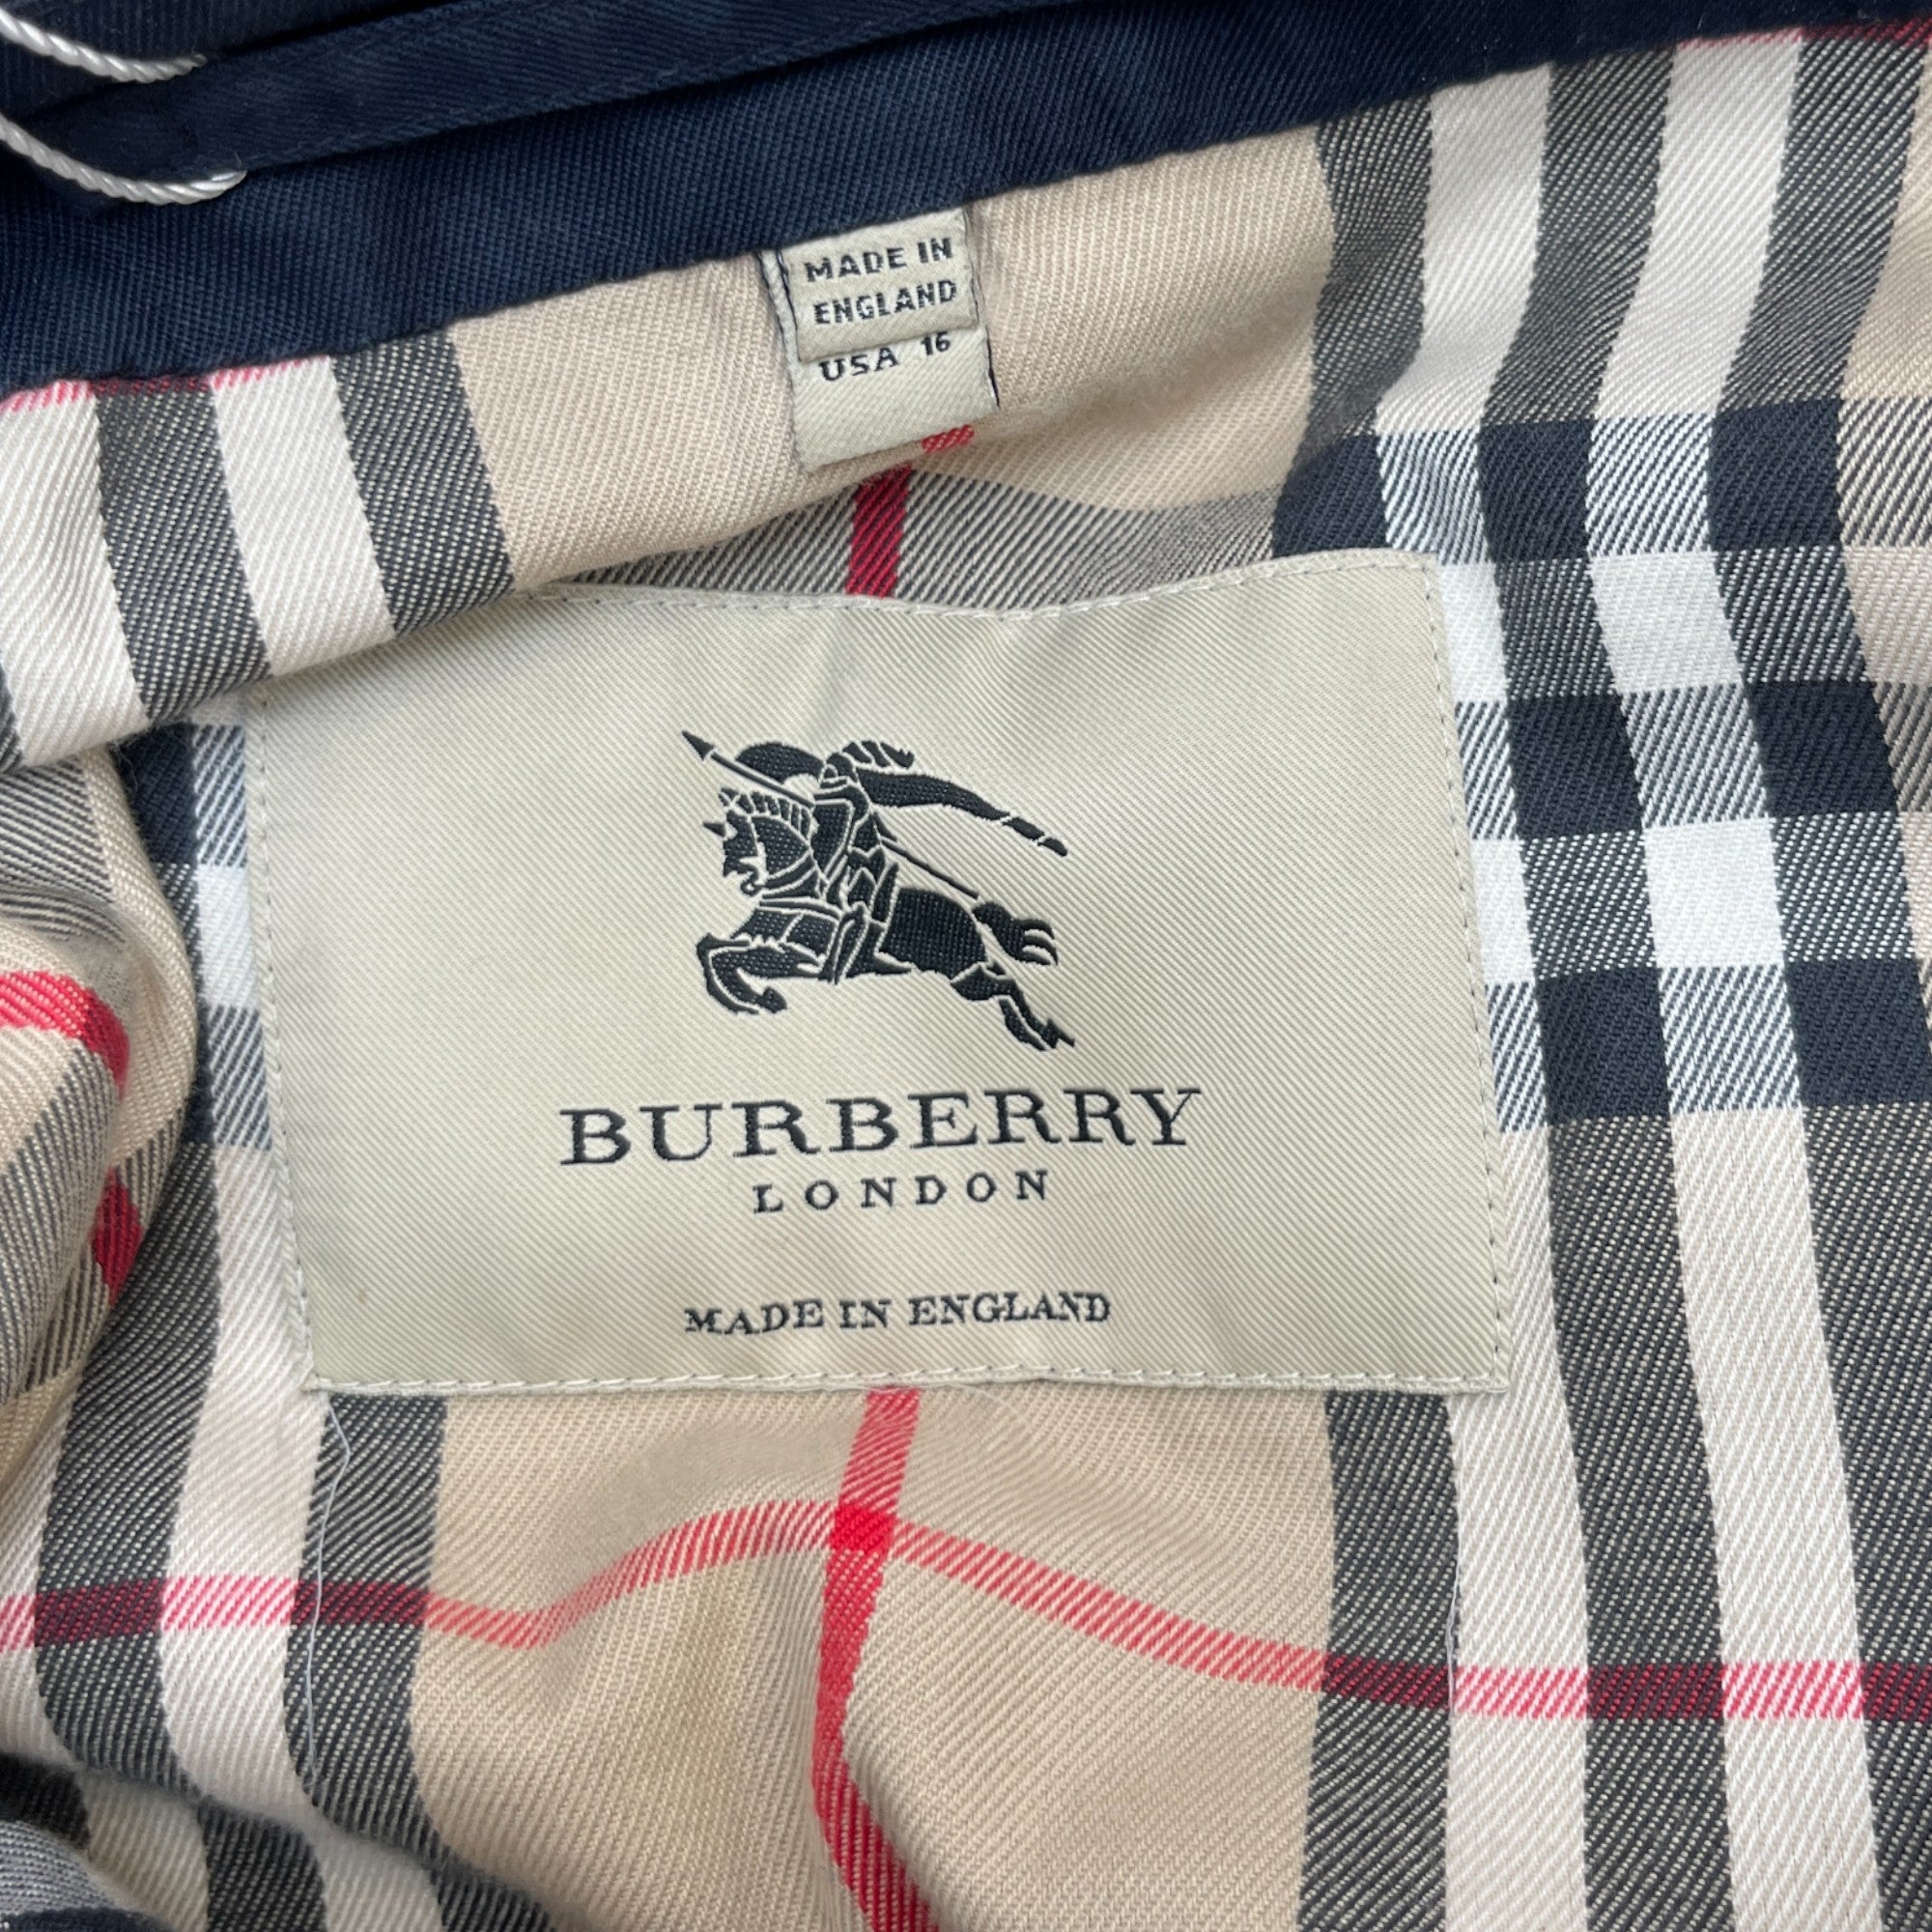 MADE IN
ENGLAND
USA 16
BURBERRY
LONDON
MADE IN ENGLAND